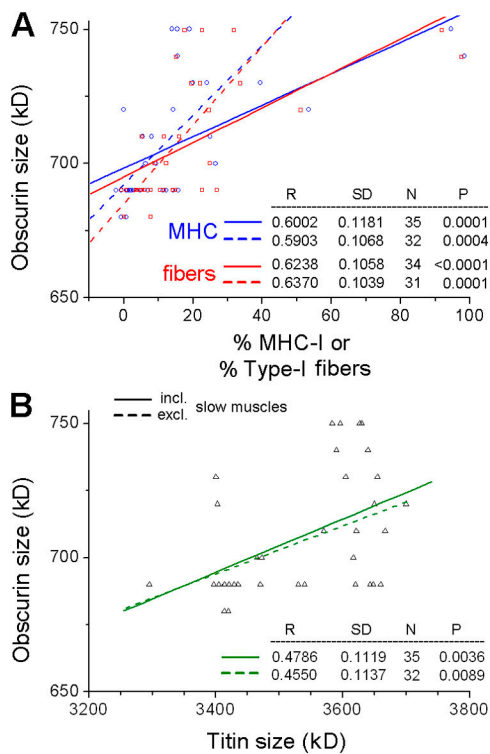 A
750
700
650
Obscurin size (kD)
R SD N P
MHC
0.6002 0.1181 35 0.0001
0.5903 0.1068 32 0.0004
fibers
0.6238 0.1058 34 <0.0001
0.6370 0.1039 31 0.0001
0 20 40 60 80 100
% MHC-I or
% Type-I fibers
B
incl. slow muscles
excl.
750
700
650
Obscurin size (kD)
R SD N P
0.4786 0.1119 35 0.0036
0.4550 0.1137 32 0.0089
3200 3400 3600 3800
Titin size (kD)